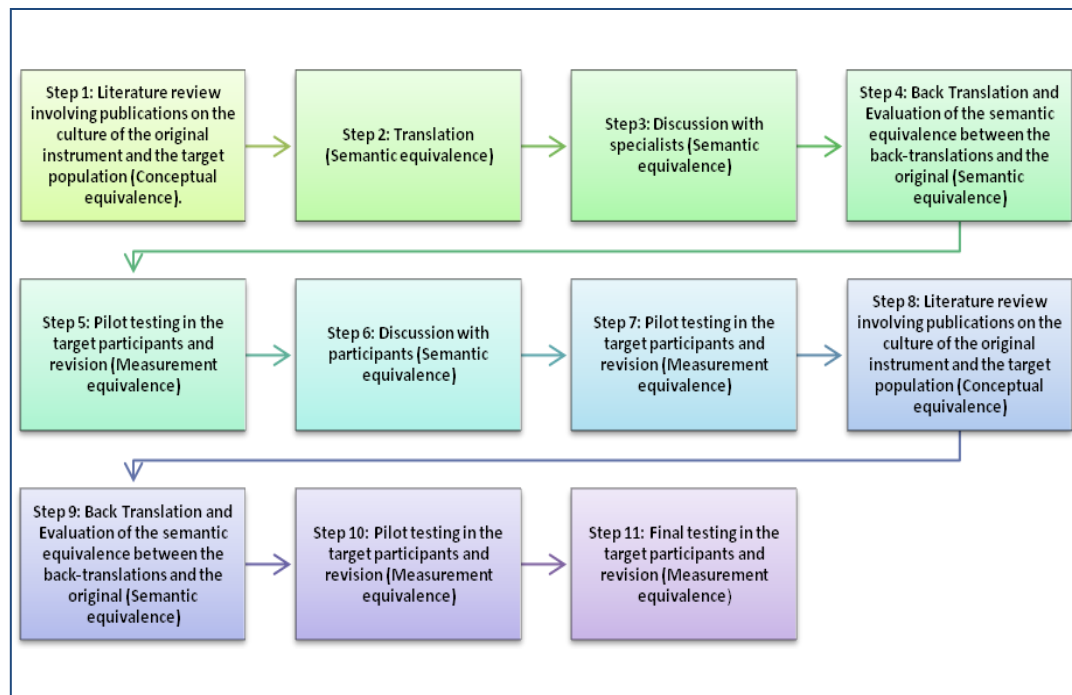 Step 1: Literature review
involving publications on the
culture of the original
instrument and the target
population (Conceptual
equivalence).
Step 2: Translation
(Semantic equivalence)
Step3: Discussion with
specialists (Semantic
equivalence)
Step 4: Back Translation and
Evaluation of the semantic
equivalence between the
back-translations and the
original (Semantic
equivalence)
Step 5: Pilot testing in the
target participants and
revision (Measurement
equivalence)
Step 6: Discussion with
participants (Semantic
equivalence)
Step 7: Pilot testing in the
target participants and
revision (Measurement
equivalence)
Step 8: Literature review
involving publications on the
culture of the original
instrument and the target
population (Conceptual
equivalence)
Step 9: Back Translation and
Evaluation of the semantic
equivalence between the
back-translations and the
original (Semantic
equivalence)
Step 10: Pilot testing in the
target participants and
revision (Measurement
equivalence)
Step 11: Final testing in the
target participants and
revision (Measurement
equivalence)